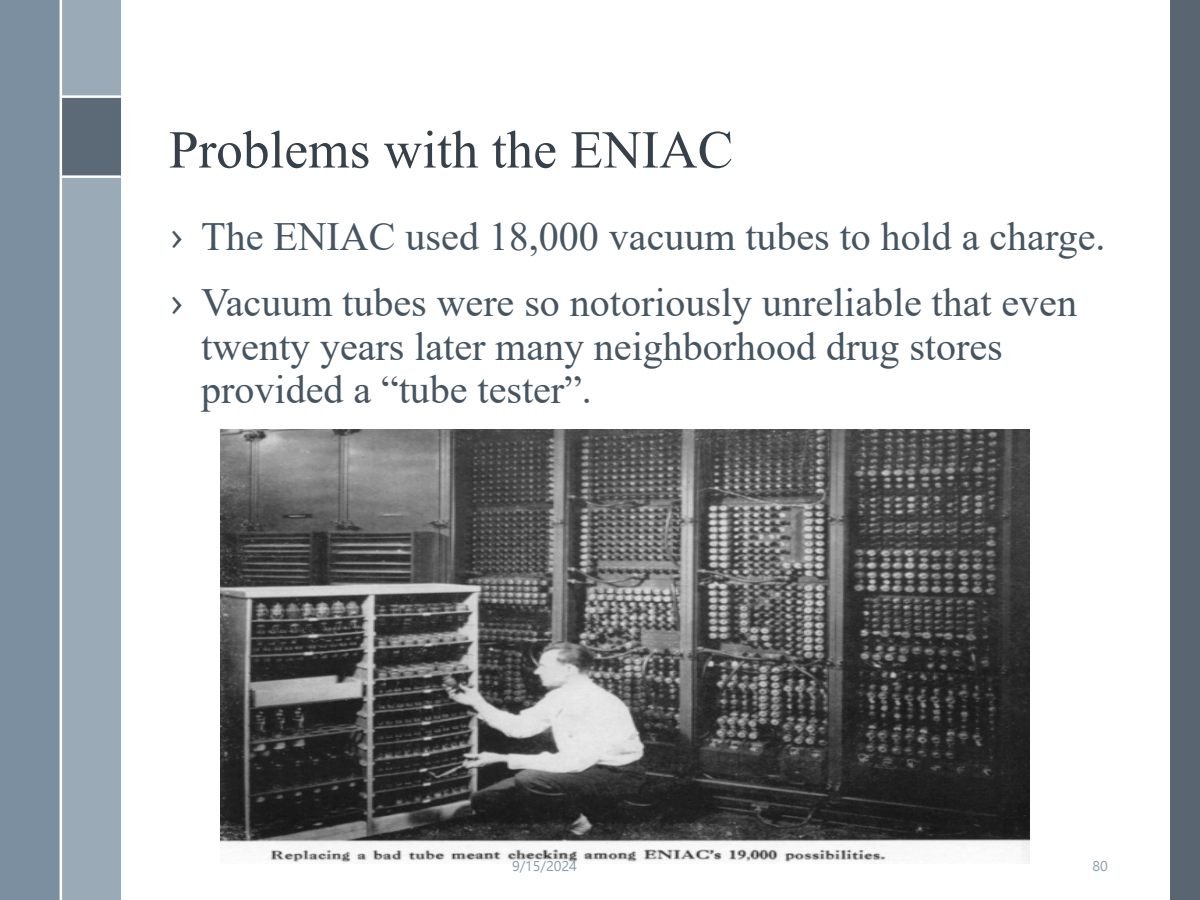 Problems with the ENIAC
› The ENIAC used 18,000 vacuum tubes to hold a charge.
› Vacuum tubes were so notoriously unreliable that even
twenty years later many neighborhood drug stores
provided a “tube tester”.
Replacing a bad tube meant checking among ENIAC's 19,000 possibilities.
9/15/2024
80